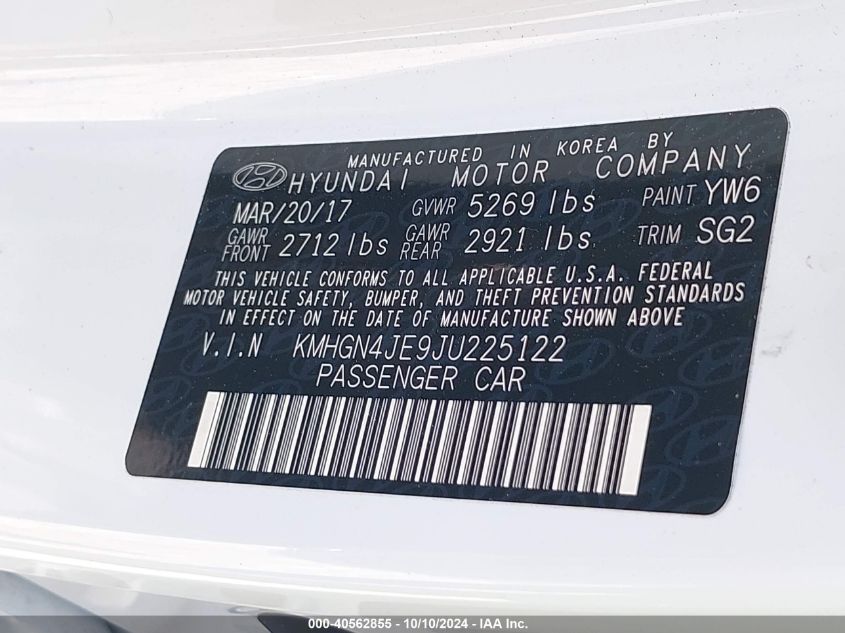 MANUFACTURED IN KOREA BY
HYUNDAI MOTOR COMPANY
MAR/20/17 GVWR 5269 lbs PAINT YW6
GAWR FRONT 2712 lbs GAWR REAR 2921 lbs TRIM SG2
THIS VEHICLE CONFORMS TO ALL APPLICABLE U.S.A. FEDERAL
MOTOR VEHICLE SAFETY, BUMPER, AND THEFT PREVENTION STANDARDS
IN EFFECT ON THE DATE OF MANUFACTURE SHOWN ABOVE
V.I.N KMHGN4JE9JU225122
PASSENGER CAR
000-40562855 - 10/10/2024 - IAA Inc.